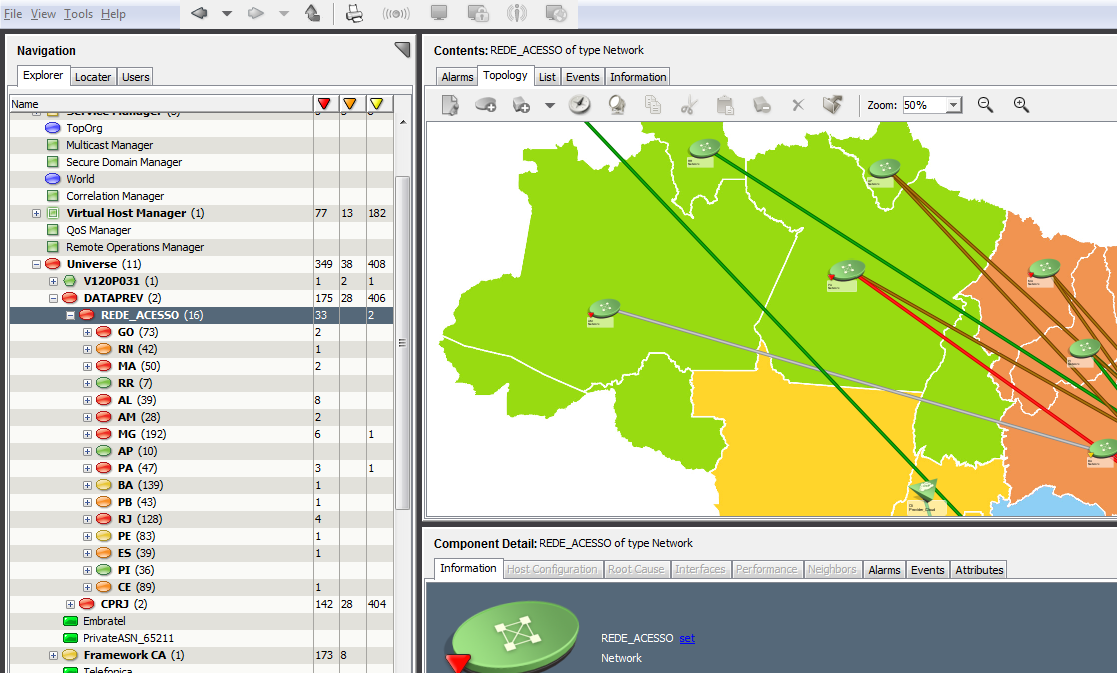 File View Tools Help
Navigation
Explorer Locater Users
Name
TopOrg
Multicast Manager
Secure Domain Manager
World
Correlation Manager
Virtual Host Manager (1) 77 13 182
QoS Manager
Remote Operations Manager
Universe (11) 349 38 408
V120P031 (1) 1 2 1
DATAPREV (2) 175 28 406
REDE_ACESSO (16) 33 2
GO (73) 2
RN (42) 1
MA (50) 2
RR (7)
AL (39) 8
AM (28) 2
MG (192) 6 1
AP (10)
PA (47) 3 1
BA (139) 1
PB (43) 1
RJ (128) 4
PE (83) 1
ES (39) 1
PI (36)
CE (89) 1
CPRJ (2) 142 28 404
Embratel
PrivateASN_65211
Framework CA (1) 173 8
Telefonica
Contents: REDE_ACESSO of type Network
Alarms Topology List Events Information
Zoom: 50%
Provider_Cloud
Component Detail: REDE_ACESSO of type Network
Information Host Configuration Root Cause Interfaces Performance Neighbors Alarms Events Attributes
REDE_ACESSO set
Network